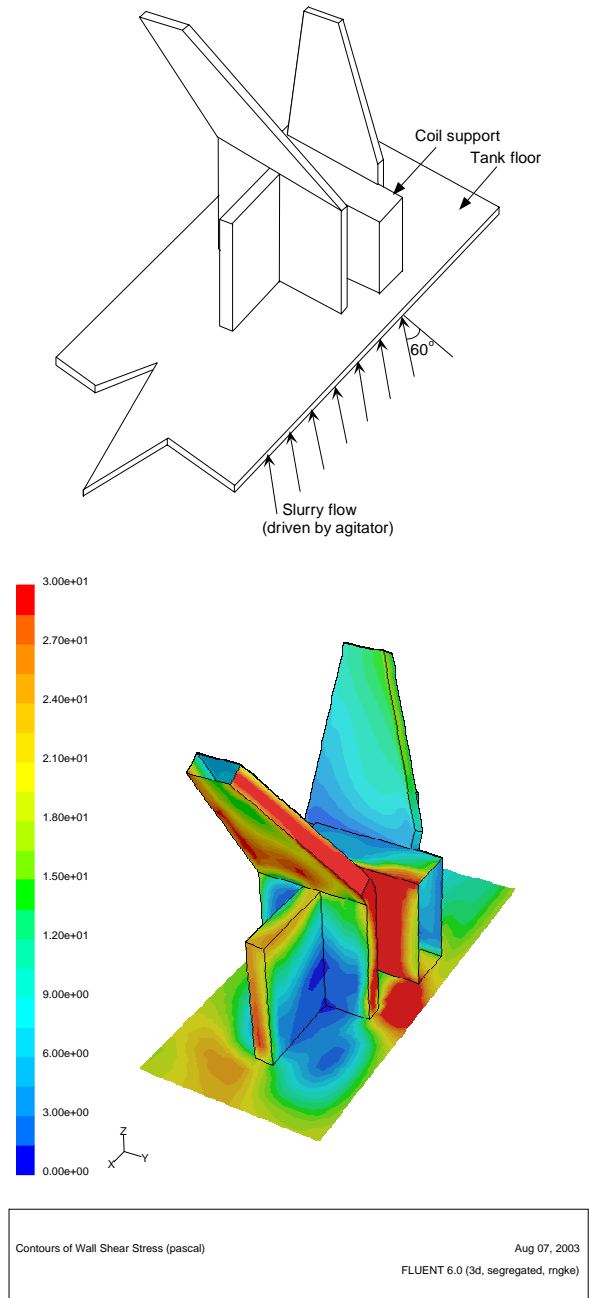 Coil support
Tank floor
60°
Slurry flow
(driven by agitator)
3.00e+01
2.70e+01
2.40e+01
2.10e+01
1.80e+01
1.50e+01
1.20e+01
9.00e+00
6.00e+00
3.00e+00
0.00e+00
Z
X
Y
Contours of Wall Shear Stress (pascal)
Aug 07, 2003
FLUENT 6.0 (3d, segregated, rngke)